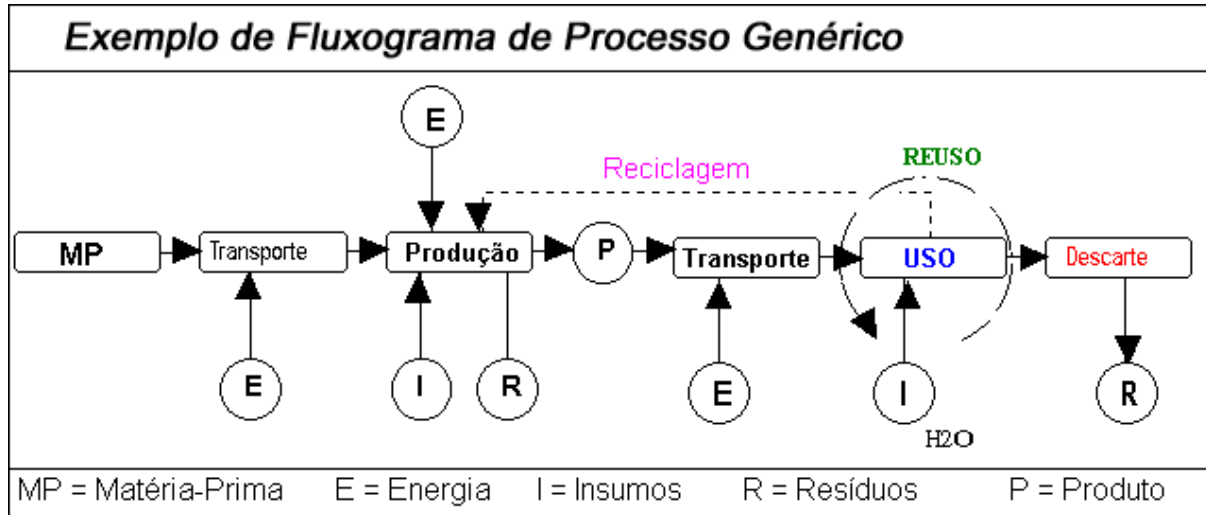 Exemplo de Fluxograma de Processo Genérico
E
REUSO
Reciclagem
MP
Transporte
Produção
P
Transporte
USO
Descarte
E
I
R
E
I
H2O
R
MP = Matéria-Prima E = Energia I = Insumos R = Resíduos P = Produto